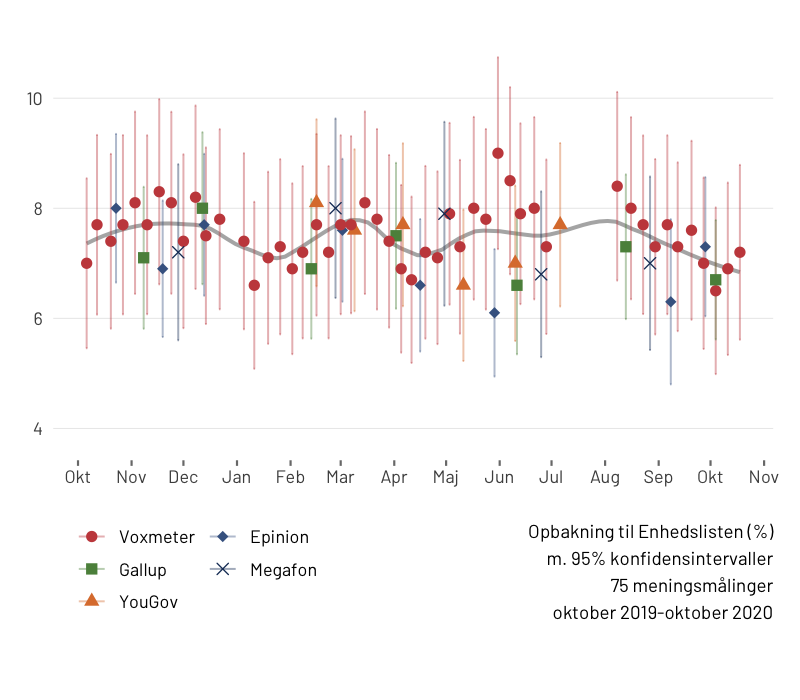 10
8
6
4
Okt Nov Dec Jan Feb Mar Apr Maj Jun Jul Aug Sep Okt Nov
Voxmeter Epinion
Gallup Megafon
YouGov
Opbakning til Enhedslisten (%)
m. 95% konfidensintervaller
75 meningsmålinger
oktober 2019-oktober 2020